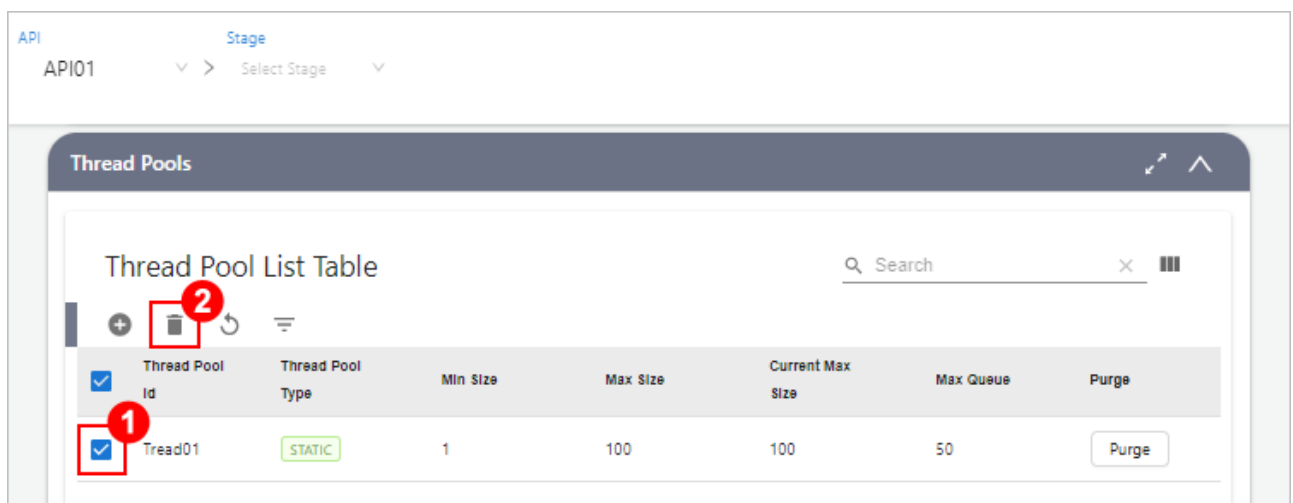 API Stage
API01 > Select Stage
Thread Pools
Thread Pool List Table
Search
2
Thread Pool Id Thread Pool Type Min Size Max Size Current Max Size Max Queue Purge
1
Tread01 STATIC 1 100 100 50 Purge